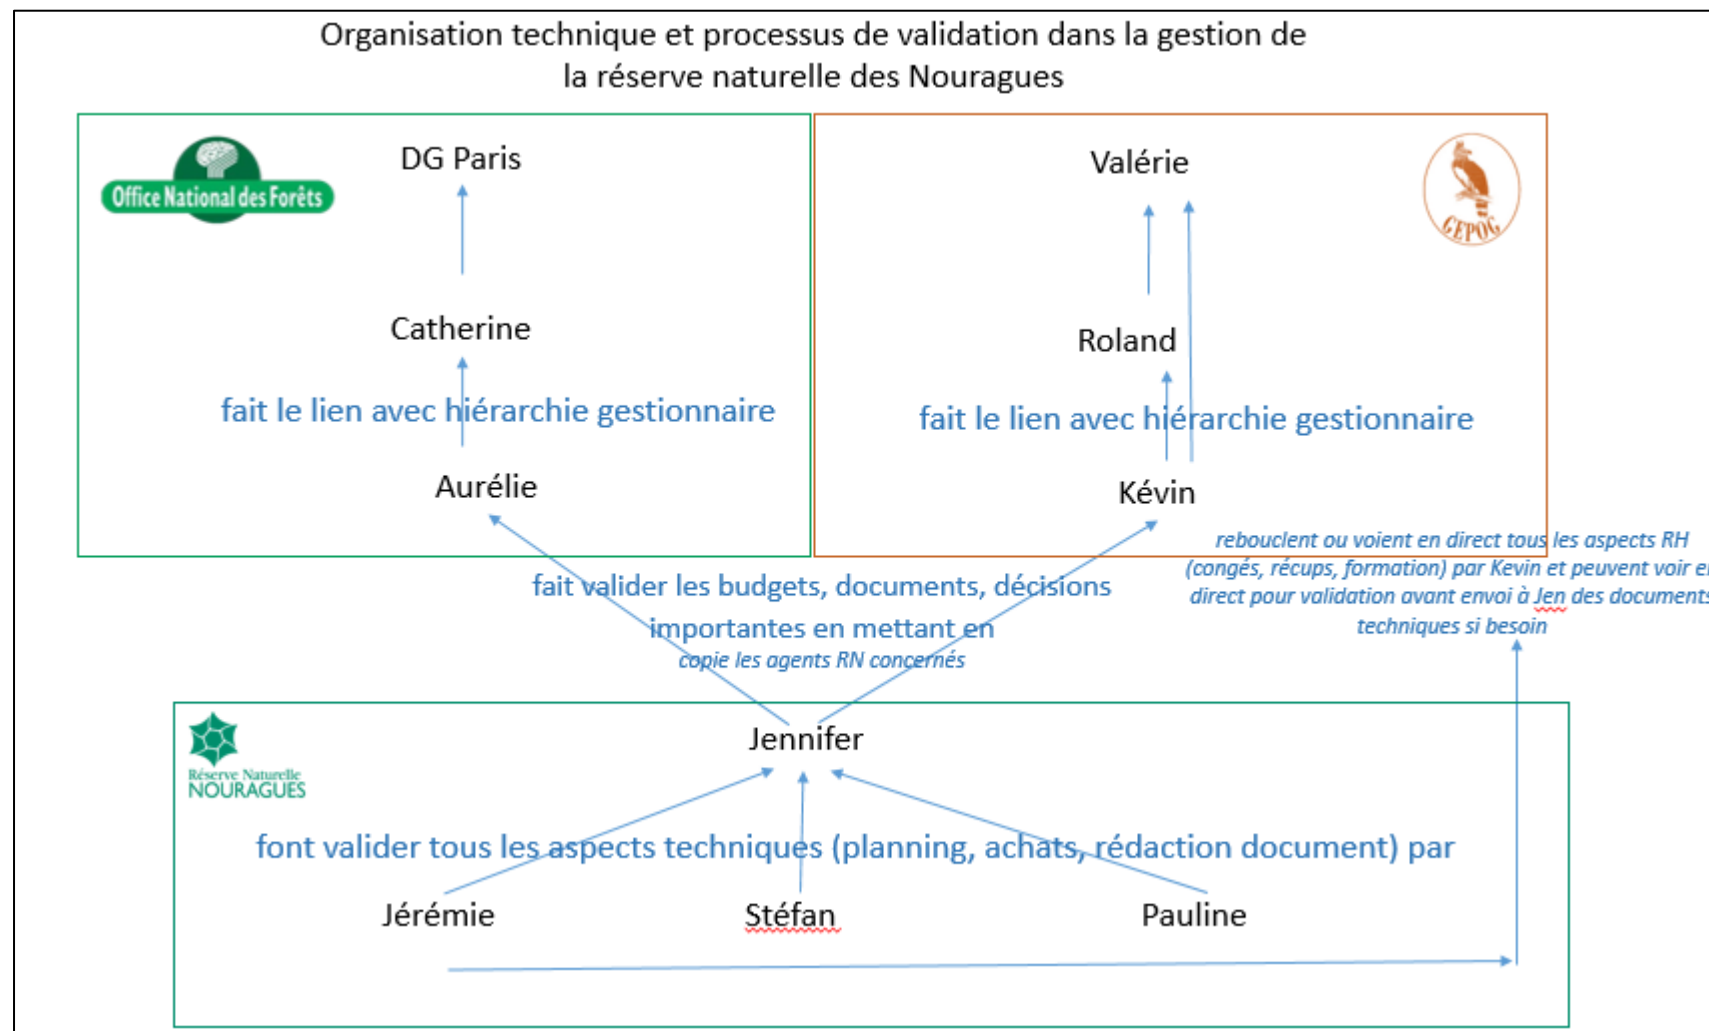 Organisation technique et processus de validation dans la gestion de
la réserve naturelle des Nouragues
Office National des Forêts
DG Paris
Catherine
fait le lien avec hiérarchie gestionnaire
Aurélie
Valérie
GEPOG
Roland
fait le lien avec hiérarchie gestionnaire
Kévin
rebouclent ou voient en direct tous les aspects RH
(congés, récups, formation) par Kevin et peuvent voir
direct pour validation avant envoi à Jen des documents
techniques si besoin
fait valider les budgets, documents, décisions
importantes en mettant en
copie les agents RN concernés
Réserve Naturelle
NOURAGUES
Jennifer
font valider tous les aspects techniques (planning, achats, rédaction document) par
Jérémie
Stéfan
Pauline